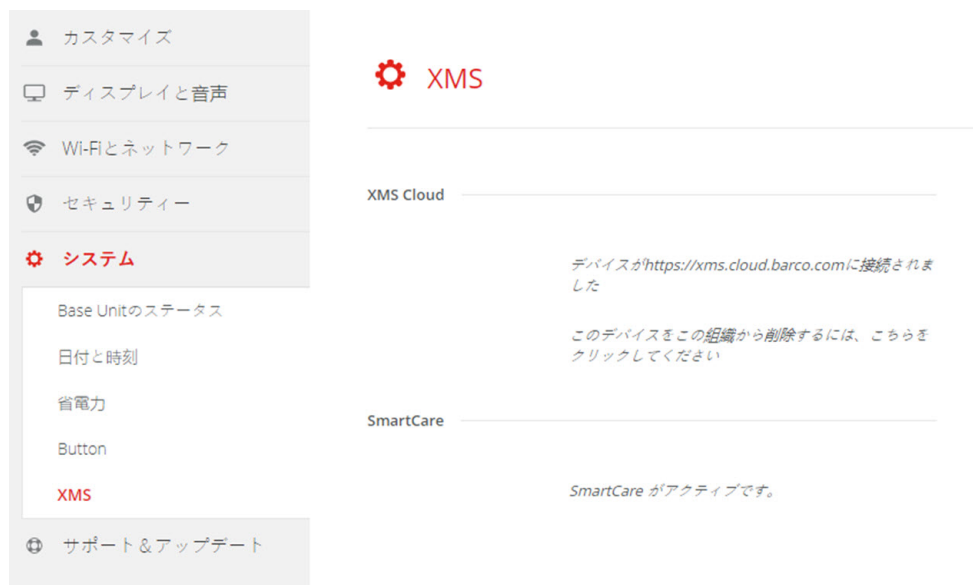 カスタマイズ
ディスプレイと音声
Wi-Fiとネットワーク
セキュリティー
システム
Base Unitのステータス
日付と時刻
省電力
Button
XMS
サポート＆アップデート
XMS
XMS Cloud
デバイスがhttps://xms.cloud.barco.comに接続されま
した
このデバイスをこの組織から削除するには、こちらを
クリックしてください
SmartCare
SmartCare がアクティブです。